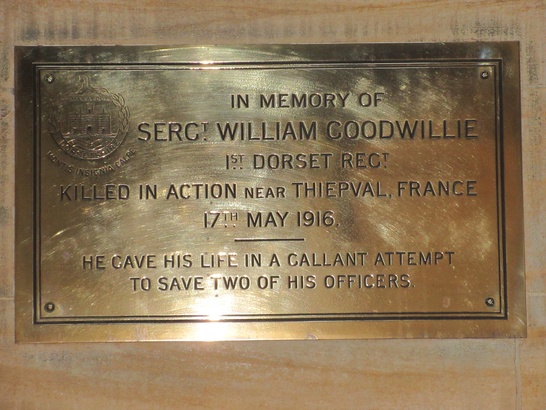 IN MEMORY OF
SERGT WILLIAM GOODWILLIE
1ST DORSET REGT
KILLED IN ACTION NEAR THIEPVAL, FRANCE
17TH MAY 1916.
HE GAVE HIS LIFE IN A GALLANT ATTEMPT
TO SAVE TWO OF HIS OFFICERS.